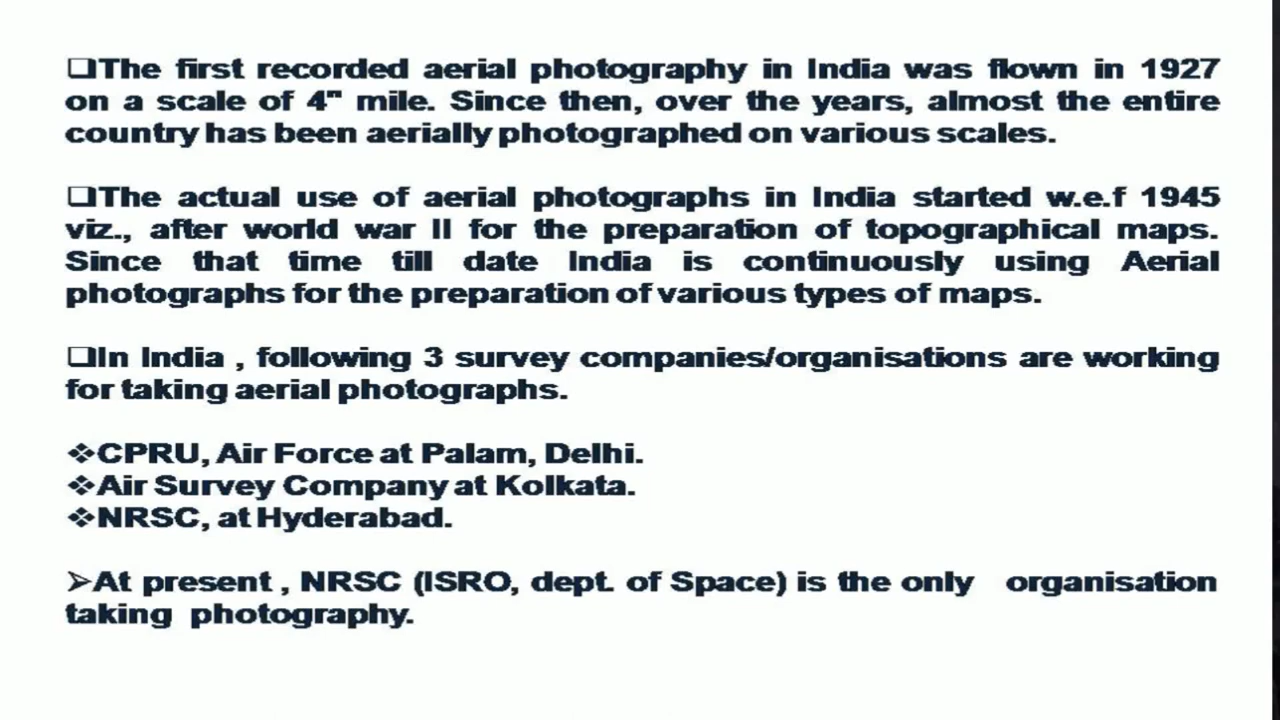 ❑The first recorded aerial photography in India was flown in 1927
on a scale of 4" mile. Since then, over the years, almost the entire
country has been aerially photographed on various scales.
❑The actual use of aerial photographs in India started w.e.f 1945
viz., after world war II for the preparation of topographical maps.
Since that time till date India is continuously using Aerial
photographs for the preparation of various types of maps.
❑In India , following 3 survey companies/organisations are working
for taking aerial photographs.
❖CPRU, Air Force at Palam, Delhi.
❖Air Survey Company at Kolkata.
❖NRSC, at Hyderabad.
➢At present , NRSC (ISRO, dept. of Space) is the only organisation
taking photography.